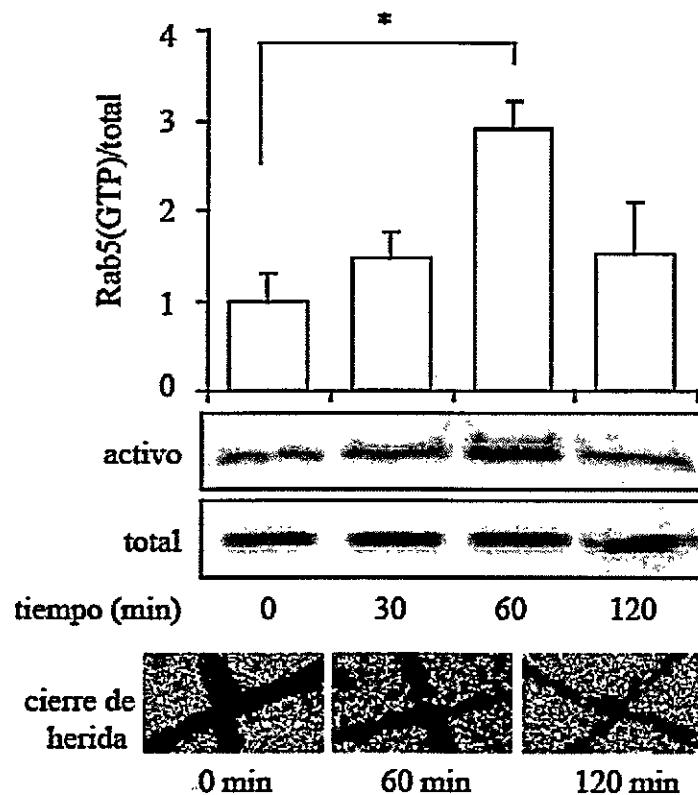 *
4
3
2
1
0
Rab5(GTP)/total
activo
total
tiempo (min) 0 30 60 120
cierre de
herida
0 min 60 min 120 min